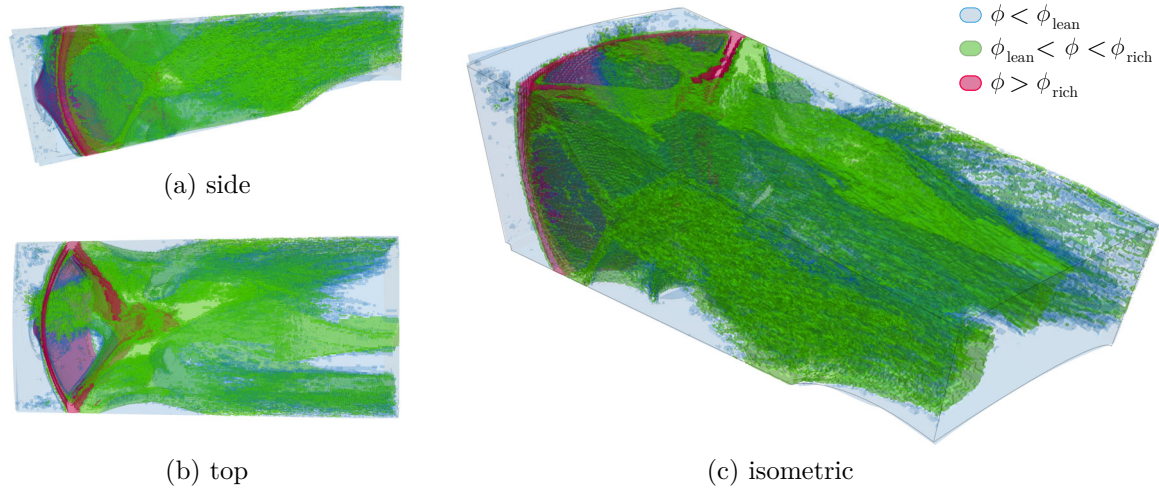 ϕ < ϕ_lean
ϕ_lean < ϕ < ϕ_rich
ϕ > ϕ_rich
(a) side
(b) top
(c) isometric